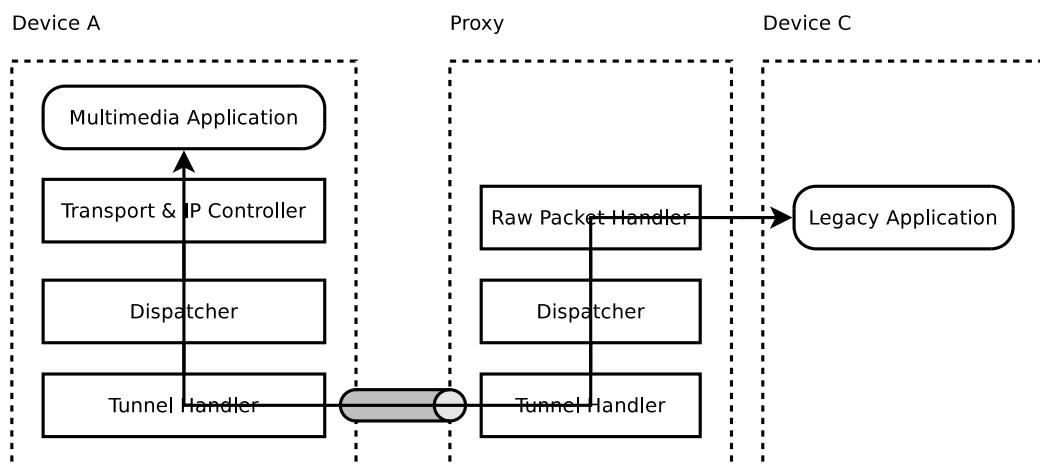 Device A
Proxy
Device C
Multimedia Application
Transport & IP Controller
Raw Packet Handler
Legacy Application
Dispatcher
Dispatcher
Tunnel Handler
Tunnel Handler